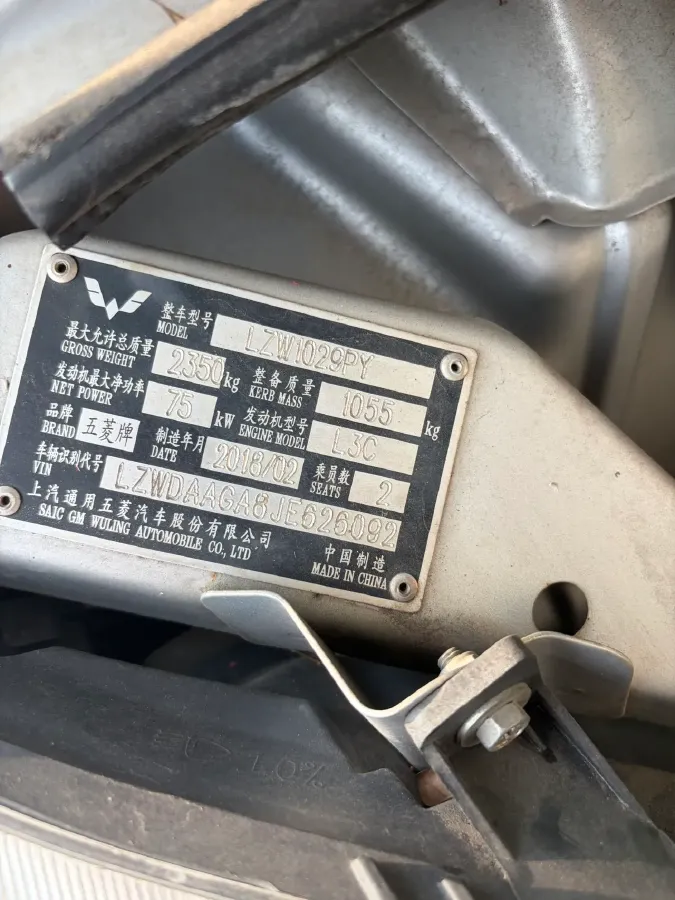 整车型号 MODEL LZW1029PY
最大允许总质量 GROSS WEIGHT 2350 kg 整备质量 KERB MASS 1055 kg
发动机最大净功率 NET POWER 75 kW 发动机型号 ENGINE MODEL L3C
品牌 BRAND 五菱牌 制造年月 DATE 2018/02 乘员数 SEATS 2
车辆识别代号 VIN LZWDAAGA8JE626092
上汽通用五菱汽车股份有限公司 中国制造
SAIC GM WULING AUTOMOBILE CO., LTD MADE IN CHINA